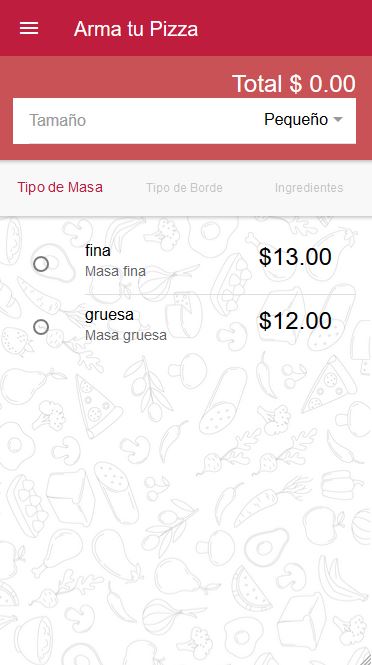 Arma tu Pizza
Total $ 0.00
Tamaño Pequeño
Tipo de Masa Tipo de Borde Ingredientes
fina $13.00
Masa fina
gruesa $12.00
Masa gruesa